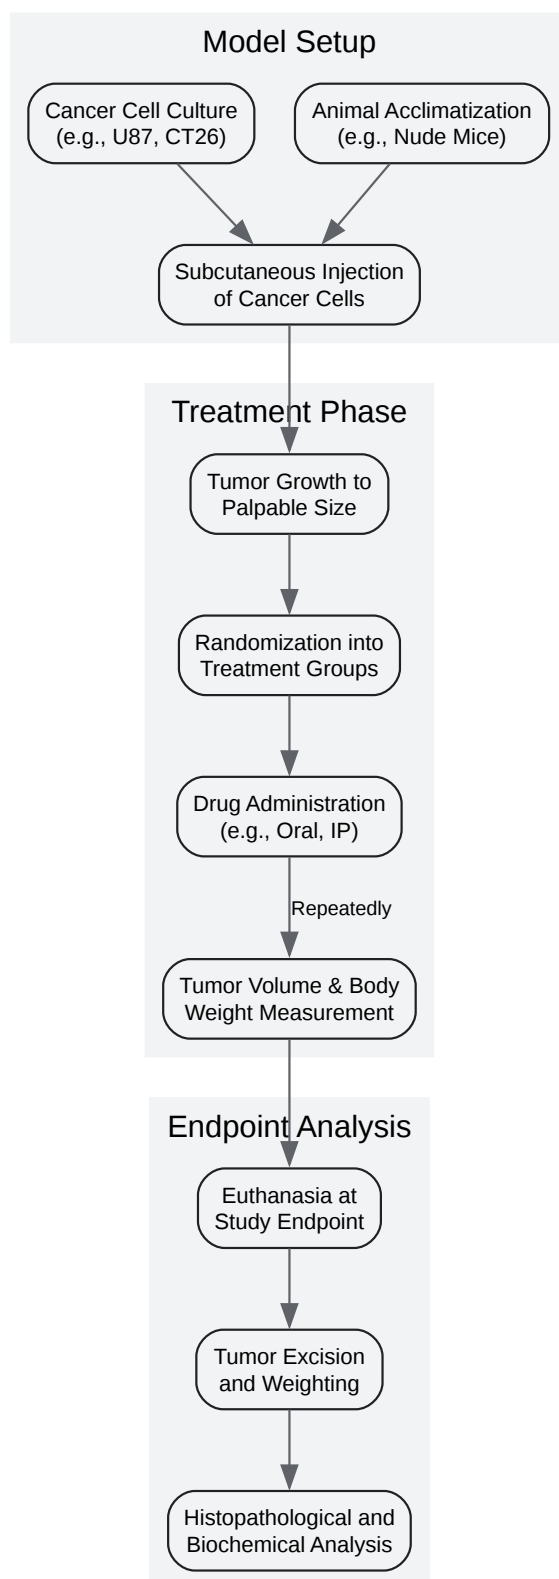 Model Setup
Cancer Cell Culture
(e.g., U87, CT26)
Animal Acclimatization
(e.g., Nude Mice)
Subcutaneous Injection
of Cancer Cells
Treatment Phase
Tumor Growth to
Palpable Size
Randomization into
Treatment Groups
Drug Administration
(e.g., Oral, IP)
Repeatedly
Tumor Volume & Body
Weight Measurement
Endpoint Analysis
Euthanasia at
Study Endpoint
Tumor Excision
and Weighting
Histopathological and
Biochemical Analysis